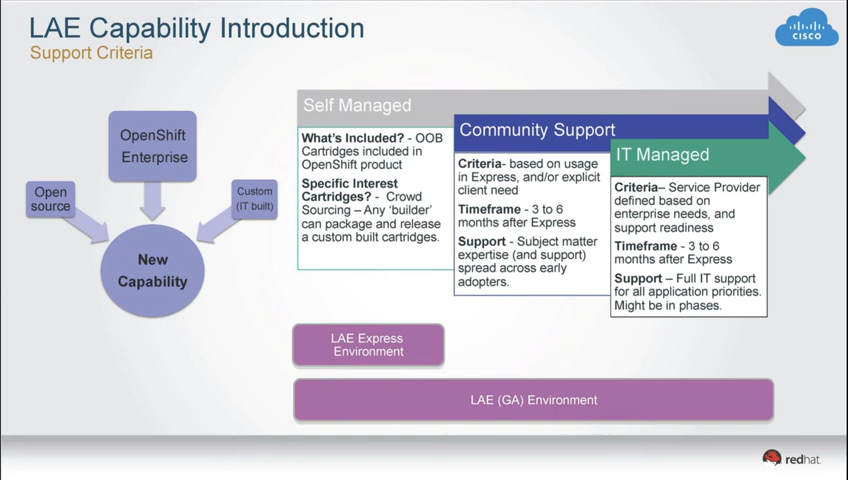 LAE Capability Introduction
Support Criteria
CISCO
OpenShift
Enterprise
Open
source
Custom
(IT built)
New
Capability
Self Managed
What's Included? - OOB
Cartridges included in
OpenShift product
Specific Interest
Cartridges? - Crowd
Sourcing – Any 'builder'
can package and release
a custom built cartridges.
Community Support
Criteria- based on usage
in Express, and/or explicit
client need
Timeframe - 3 to 6
months after Express
Support - Subject matter
expertise (and support)
spread across early
adopters.
IT Managed
Criteria– Service Provider
defined based on
enterprise needs, and
support readiness
Timeframe - 3 to 6
months after Express
Support – Full IT support
for all application priorities.
Might be in phases.
LAE Express
Environment
LAE (GA) Environment
redhat.